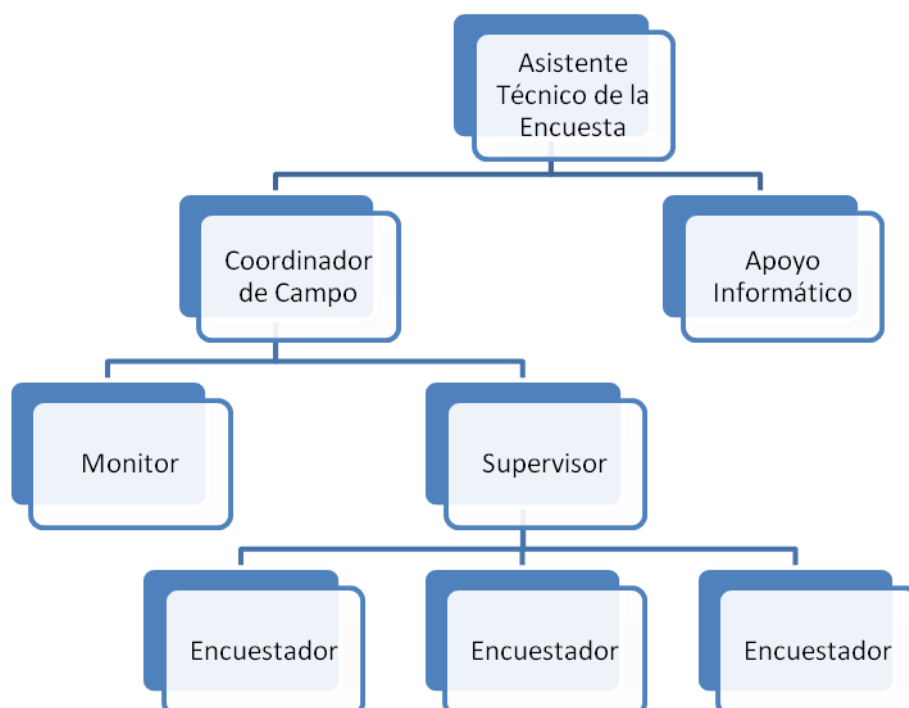 Asistente
Técnico de la
Encuesta
Coordinador
de Campo
Apoyo
Informático
Monitor
Supervisor
Encuestador
Encuestador
Encuestador